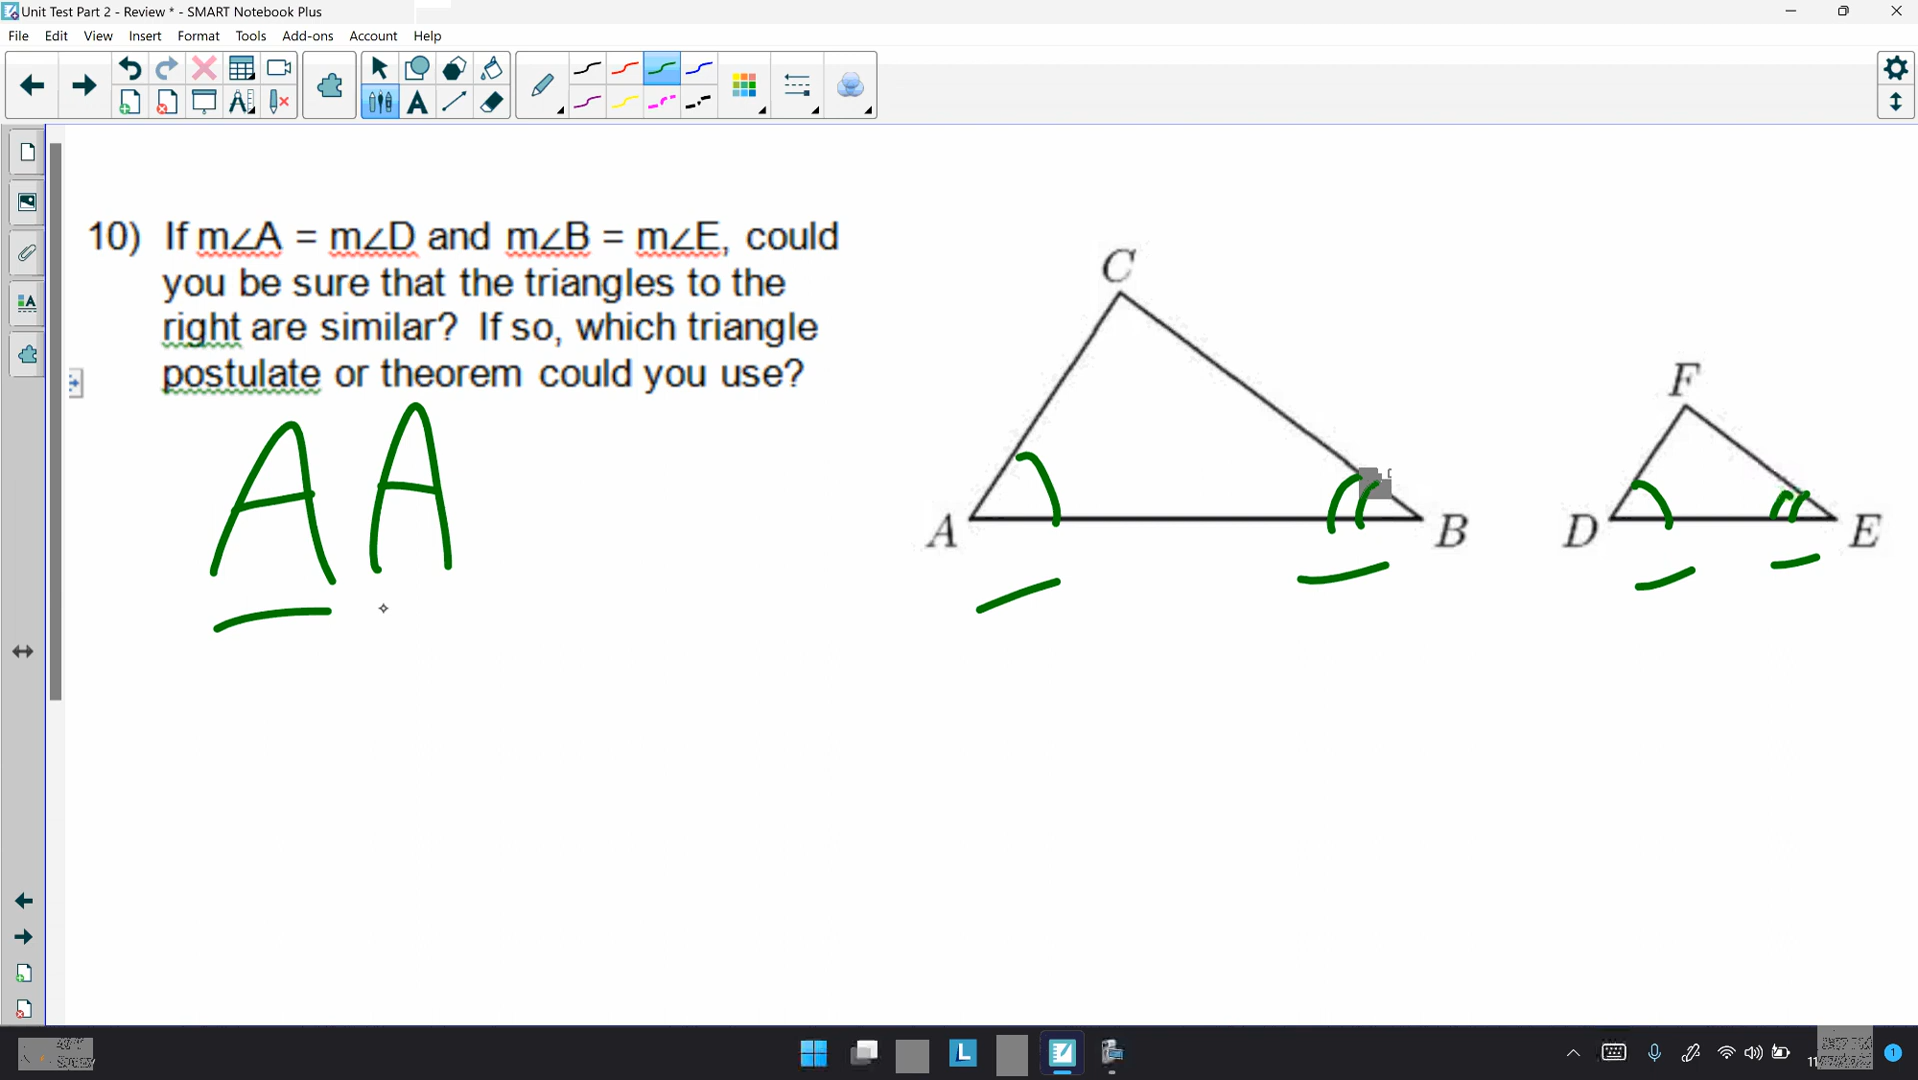 Unit Test Part 2 - Review * - SMART Notebook Plus
File Edit View Insert Format Tools Add-ons Account Help
10) If m∠A = m∠D and m∠B = m∠E, could
you be sure that the triangles to the
right are similar? If so, which triangle
postulate or theorem could you use?
AA
C
A
B
F
D
E
L
1